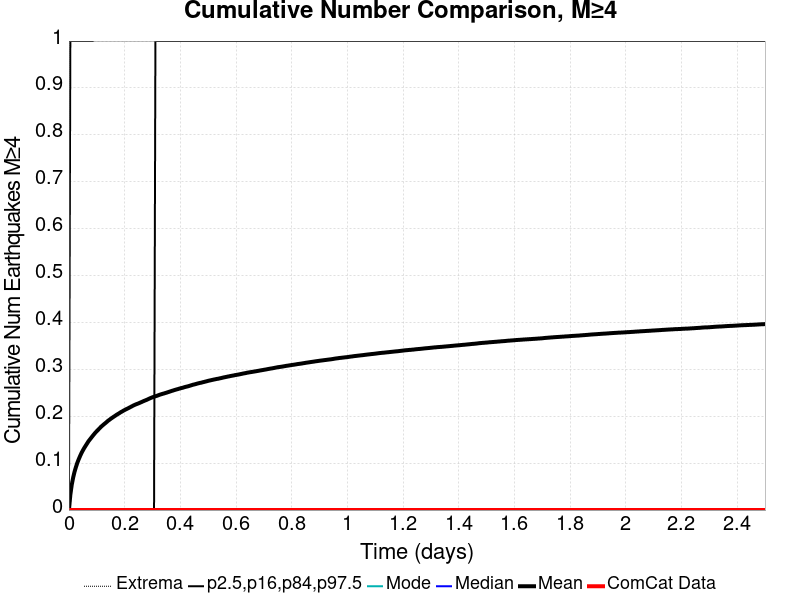 Cumulative Number Comparison, M≥4
Cumulative Num Earthquakes M≥4
1
0.9
0.8
0.7
0.6
0.5
0.4
0.3
0.2
0.1
0
0 0.2 0.4 0.6 0.8 1 1.2 1.4 1.6 1.8 2 2.2 2.4
Time (days)
Extrema p2.5,p16,p84,p97.5 Mode Median Mean ComCat Data